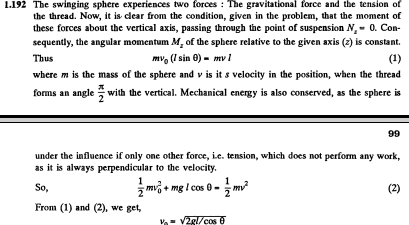 1.192 The swinging sphere experiences two forces : The gravitational force and the tension of
the thread. Now, it is clear from the condition, given in the problem, that the moment of
these forces about the vertical axis, passing through the point of suspension N_z = 0. Con-
sequently, the angular momentum M_z of the sphere relative to the given axis (z) is constant.
Thus mv₀ (l sin θ) = mv l (1)
where m is the mass of the sphere and v is it s velocity in the position, when the thread
forms an angle π/2 with the vertical. Mechanical energy is also conserved, as the sphere is
99
under the influence if only one other force, i.e. tension, which does not perform any work,
as it is always perpendicular to the velocity.
So, 1/2 mv₀² + mg l cos θ = 1/2 mv² (2)
From (1) and (2), we get,
v₀ = √2gl/cos θ